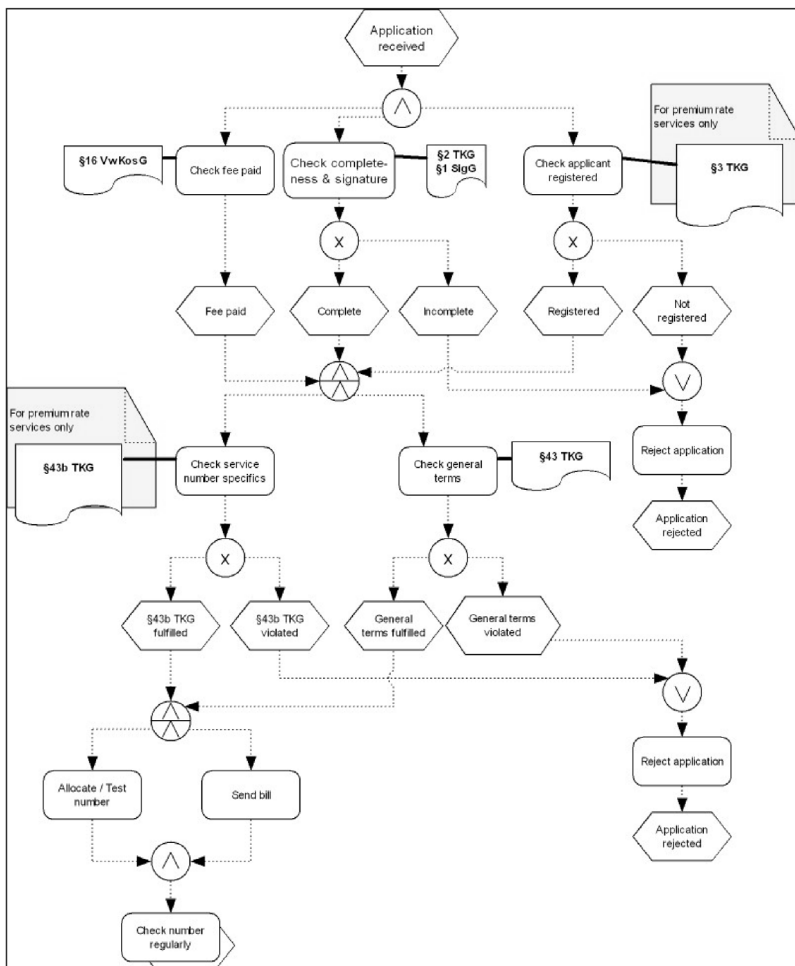 Application
received
For premium rate
services only
§16 VwKosG
Check fee paid
Check complete-
ness & signature
§2 TKG
§1 SigG
Check applicant
registered
§3 TKG
X
X
Fee paid
Complete
Incomplete
Registered
Not
registered
For premium rate
services only
§43b TKG
Check service
number specifics
Check general
terms
§43 TKG
Reject application
Application
rejected
X
X
§43b TKG
fulfilled
§43b TKG
violated
General
terms fulfilled
General terms
violated
Allocate / Test
number
Send bill
Reject application
Application
rejected
Check number
regularly